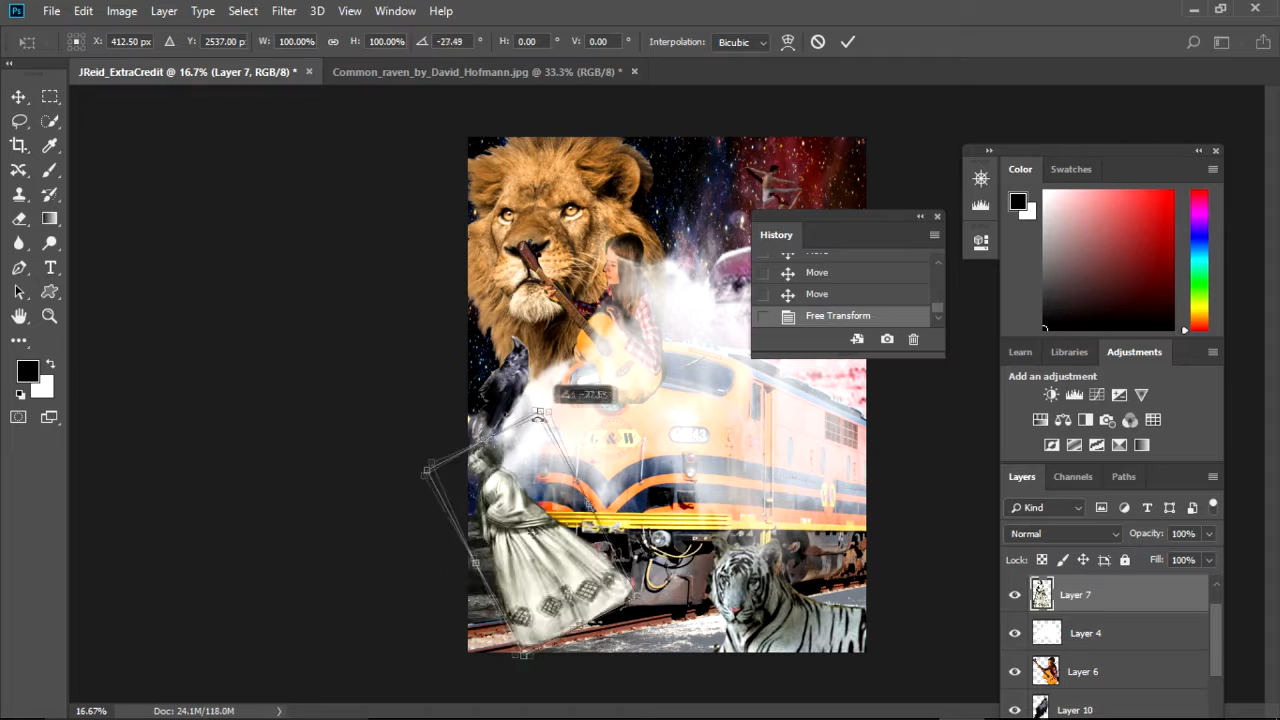 Ps File Edit Image Layer Type Select Filter 3D View Window Help
X: 412.50 px Y: 2537.00 p: W: 100.00% H: 100.00% -27.49 ° H: 0.00 ° V: 0.00 ° Interpolation: Bicubic
JReid_ExtraCredit @ 16.7% (Layer 7, RGB/8) * Common_raven_by_David_Hofmann.jpg @ 33.3% (RGB/8) *
Color Swatches
History
Move
Move
Free Transform
Learn Libraries Adjustments
Add an adjustment
G & W
Layers Channels Paths
Kind
Normal Opacity: 100%
Lock: Fill: 100%
Layer 7
Layer 4
Layer 6
Layer 10
16.67% Doc: 24.1M/118.0M